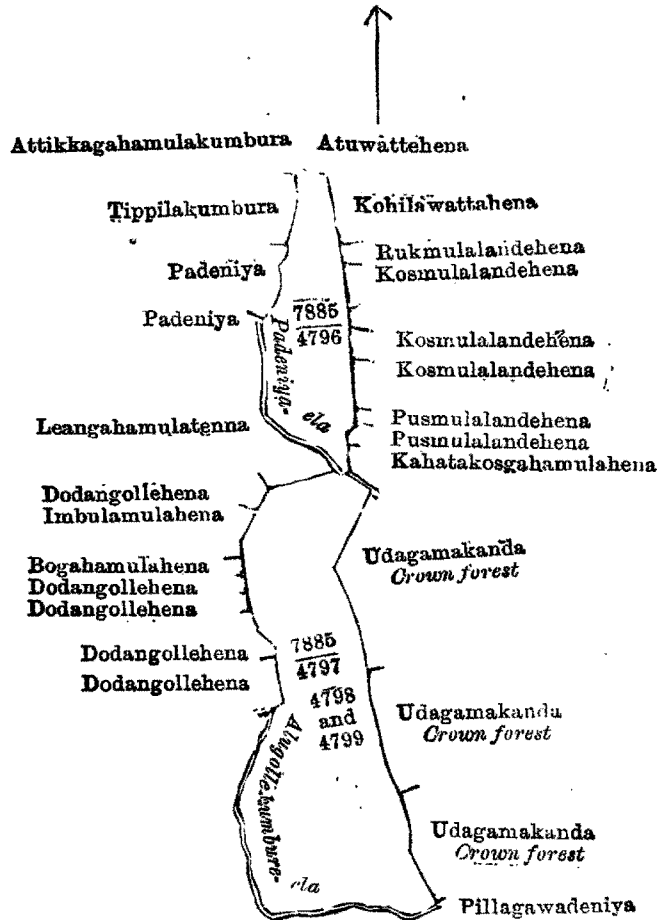 Attikkagahamulakumbura Atuwattehena
Tippilakumbura Kohilawattahena
Rukmulalandehena
Padeniya Kosmulalandehena
Padeniya 7885
4796 Kosmulalandehena
Padeniya-
ela
Kosmulalandehena
Leangahamulatenna Pusmulalandehena
Pusmulalandehena
Kahatakosgahamulahena
Dodangollehena
Imbulamulahena
Udagamakanda
Crown forest
Bogahamulahena
Dodangollehena
Dodangollehena
Dodangollehena 7885
4797
Dodangollehena 4798
and
4799
Udagamakanda
Crown forest
Alugollekumbure-
ela
Udagamakanda
Crown forest
Pillagawadeniya